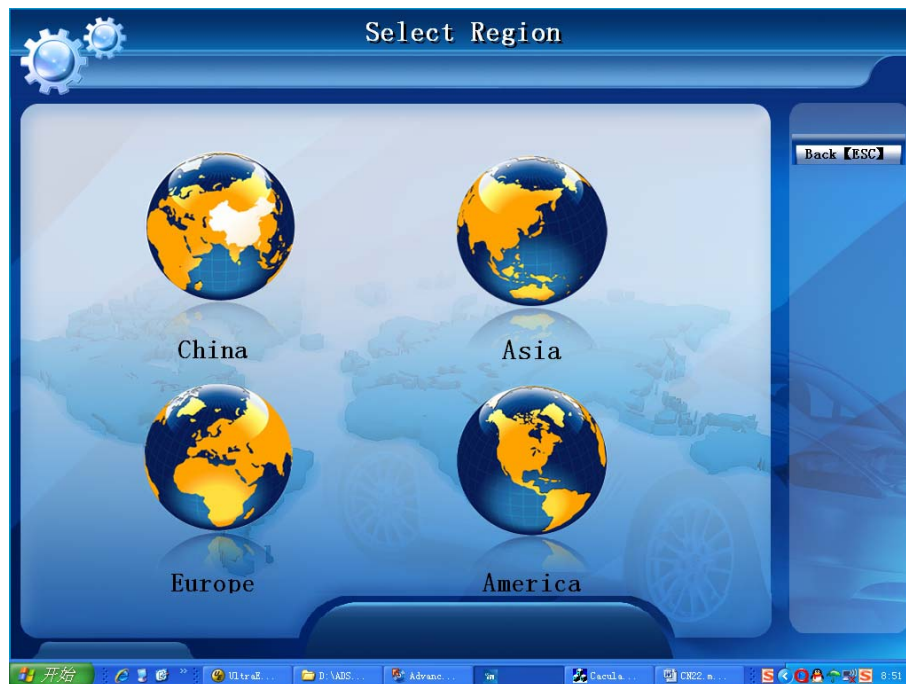 Select Region
Back【ESC】
China
Asia
Europe
America
开始
UltraE...
D:\ADS...
Advanc...
Cacula...
CN22.m...
8:51